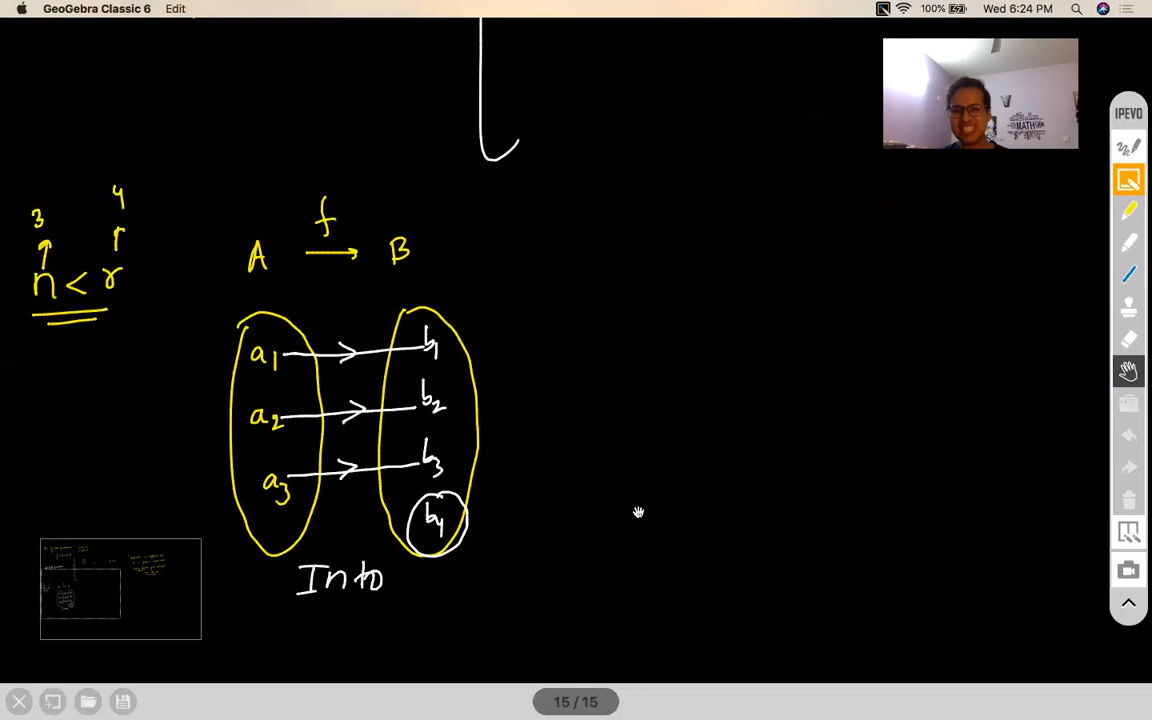 GeoGebra Classic 6 Edit 100% Wed 6:24 PM
MATH
IPEVO
3 4
n < r
f
A → B
a1 b1
a2 b2
a3 b3
b4
Into
15 / 15